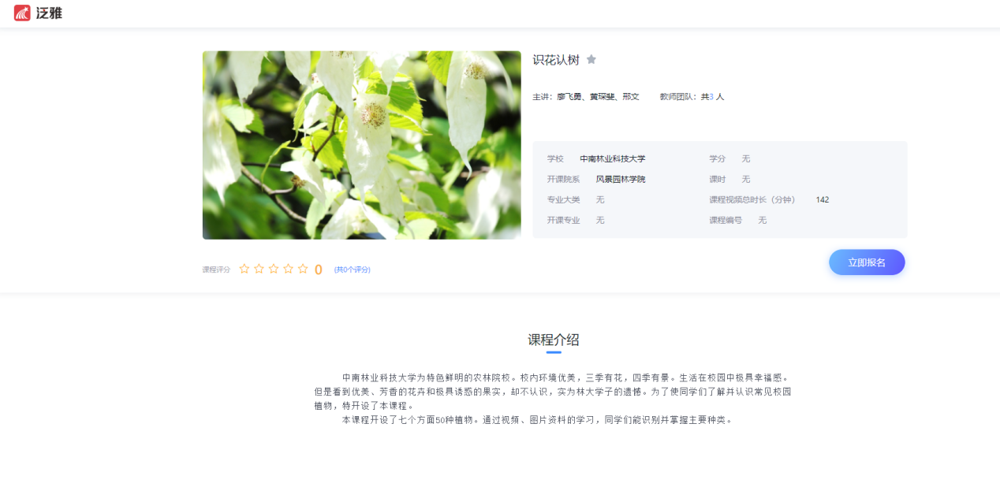 泛雅
识花认树
主讲：廖飞勇、黄琛斐、邢文 教师团队：共3 人
学校 中南林业科技大学 学分 无
开课院系 风景园林学院 课时 无
专业大类 无 课程视频总时长（分钟） 142
开课专业 无 课程编号 无
课程评分 0 (共0个评分)
立即报名
课程介绍
中南林业科技大学为特色鲜明的农林院校。校内环境优美，三季有花，四季有景。生活在校园中极具幸福感。
但是看到优美、芳香的花卉和极具诱惑的果实，却不认识，实为林大学子的遗憾。为了使同学们了解并认识常见校园
植物，特开设了本课程。
本课程开设了七个方面50种植物。通过视频、图片资料的学习，同学们能识别并掌握主要种类。